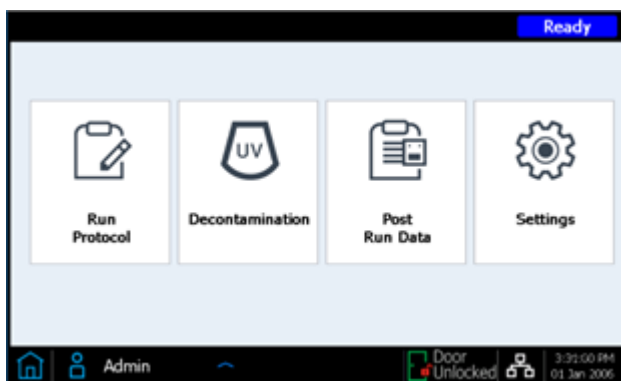 Ready
UV
Run
Protocol
Decontamination
Post
Run Data
Settings
Admin
Door
Unlocked
3:31:00 PM
01 Jan 2006